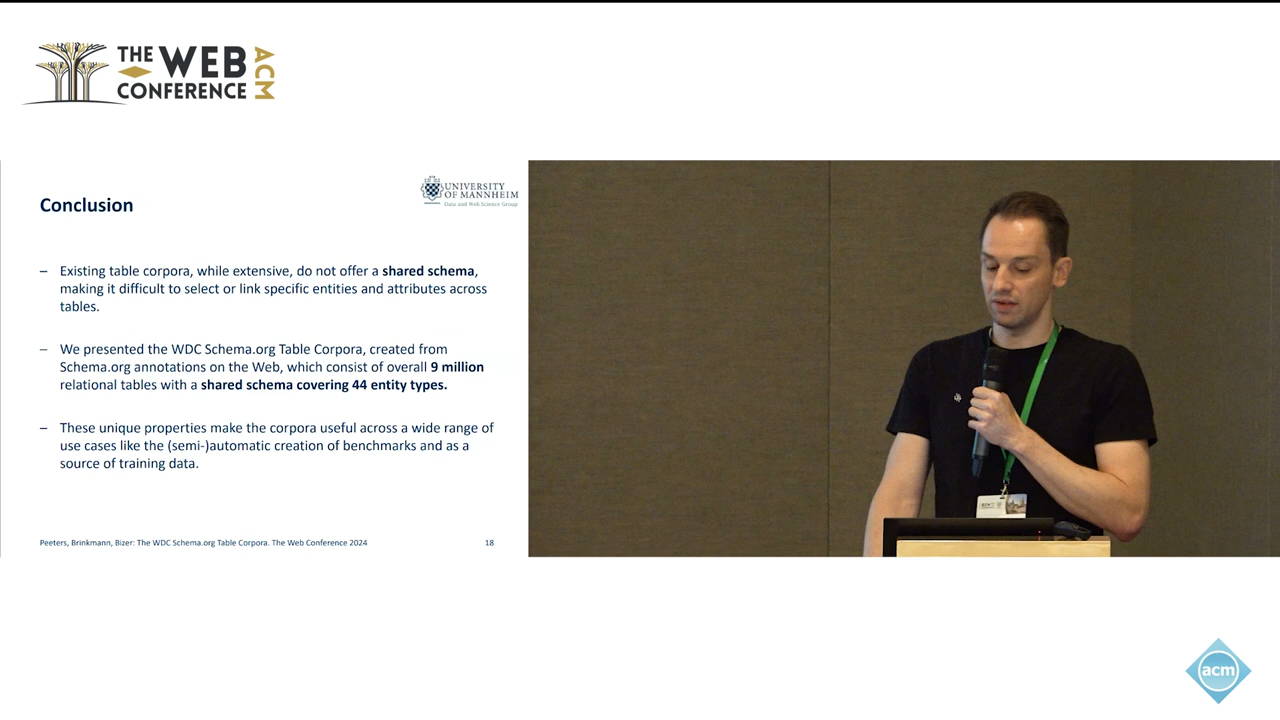 THE WEB
CONFERENCE
ACM
UNIVERSITY
OF MANNHEIM
Data and Web Science Group
Conclusion
– Existing table corpora, while extensive, do not offer a shared schema,
making it difficult to select or link specific entities and attributes across
tables.
– We presented the WDC Schema.org Table Corpora, created from
Schema.org annotations on the Web, which consist of overall 9 million
relational tables with a shared schema covering 44 entity types.
– These unique properties make the corpora useful across a wide range of
use cases like the (semi-)automatic creation of benchmarks and as a
source of training data.
Peeters, Brinkmann, Bizer: The WDC Schema.org Table Corpora. The Web Conference 2024
18
acm